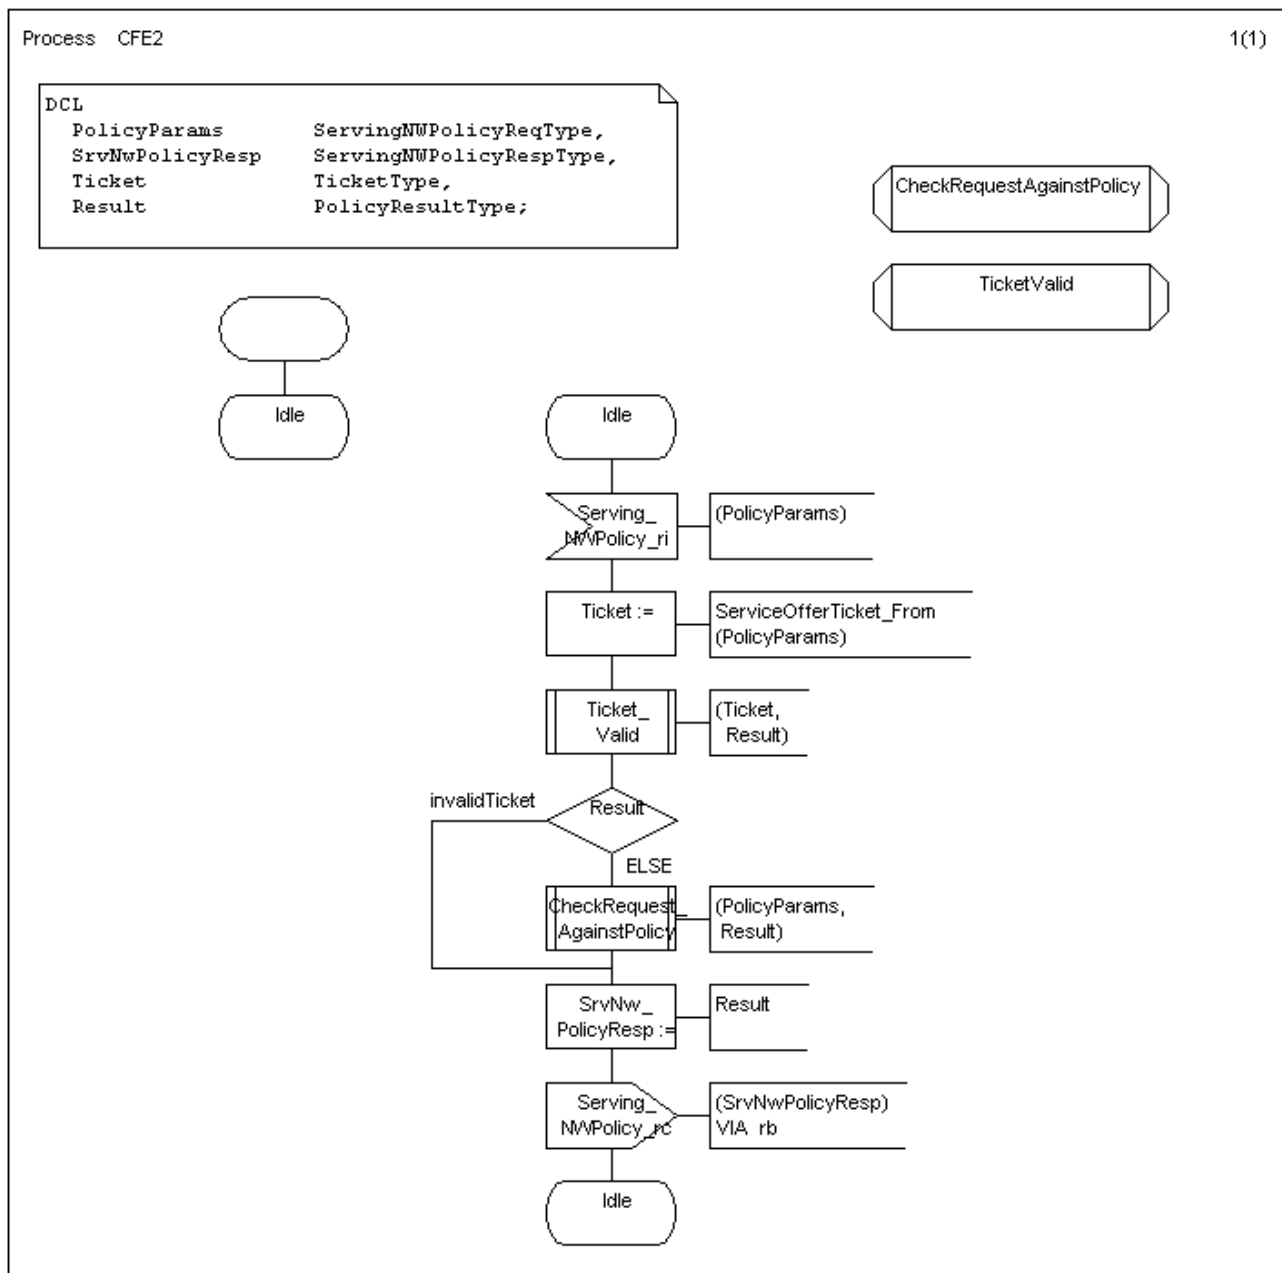 Process CFE2
1(1)
DCL
PolicyParams ServingNWPolicyReqType,
SrvNwPolicyResp ServingNWPolicyRespType,
Ticket TicketType,
Result PolicyResultType;
CheckRequestAgainstPolicy
TicketValid
Idle
Idle
Serving_
NWPolicy_ri
(PolicyParams)
Ticket :=
ServiceOfferTicket_From
(PolicyParams)
Ticket_
Valid
(Ticket,
Result)
invalidTicket
Result
ELSE
CheckRequest_
AgainstPolicy
(PolicyParams,
Result)
SrvNw_
PolicyResp :=
Result
Serving_
NWPolicy_rc
(SrvNwPolicyResp)
VIA rb
Idle